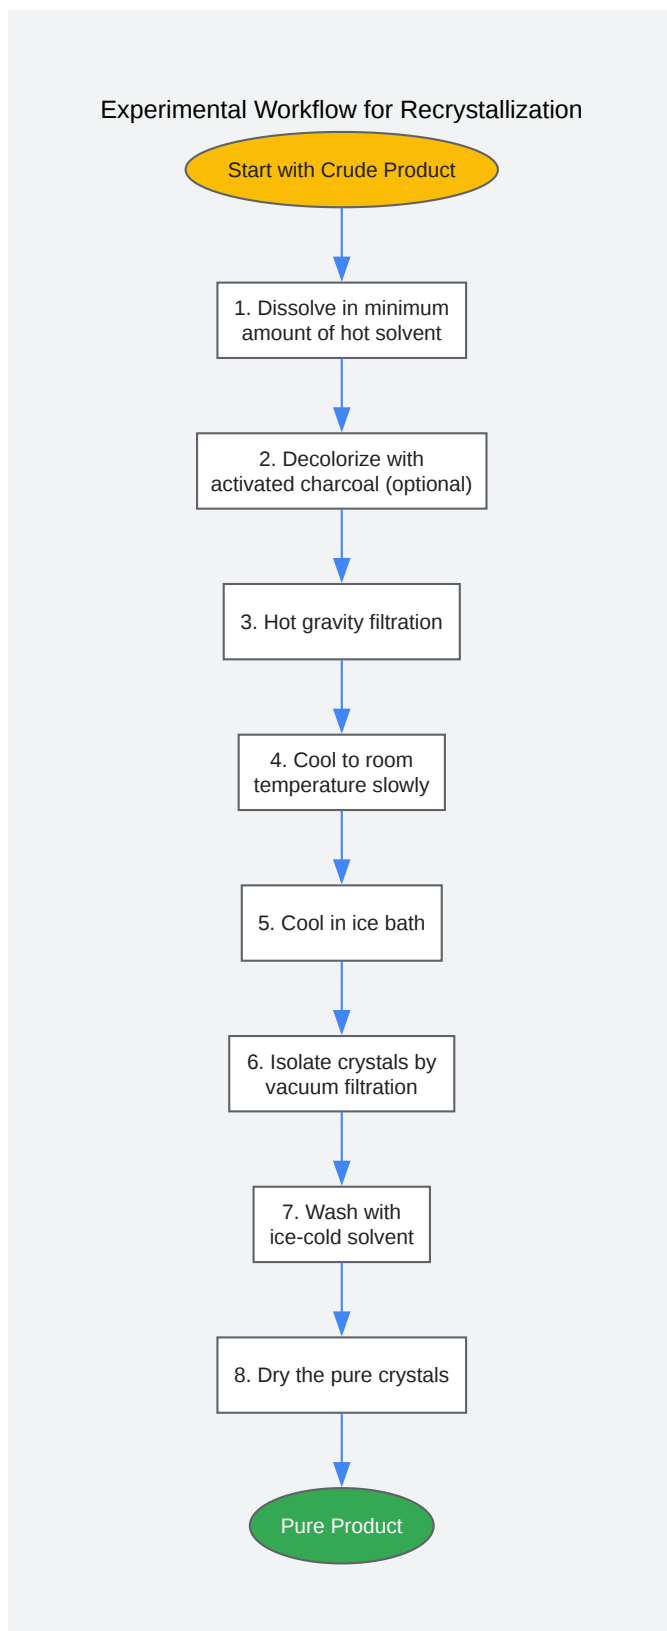 Experimental Workflow for Recrystallization
Start with Crude Product
1. Dissolve in minimum
amount of hot solvent
2. Decolorize with
activated charcoal (optional)
3. Hot gravity filtration
4. Cool to room
temperature slowly
5. Cool in ice bath
6. Isolate crystals by
vacuum filtration
7. Wash with
ice-cold solvent
8. Dry the pure crystals
Pure Product